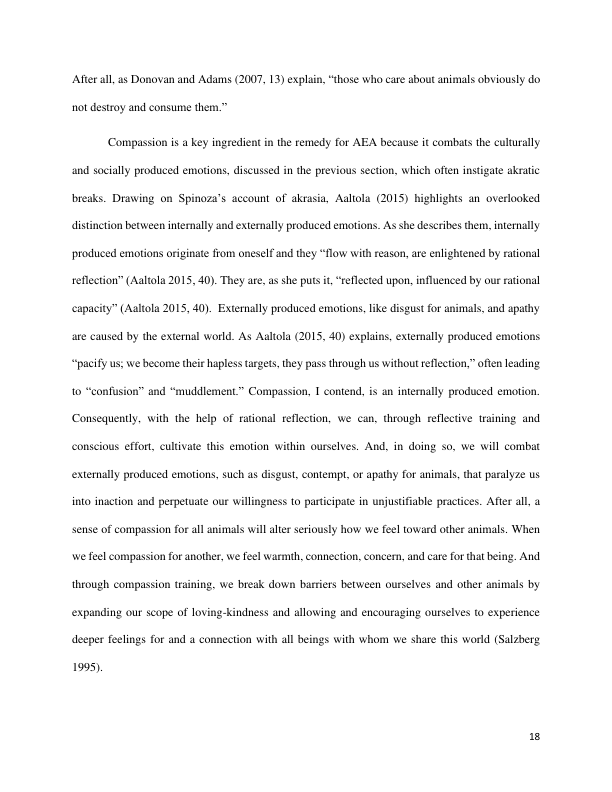 After all, as Donovan and Adams (2007, 13) explain, “those who care about animals obviously do
not destroy and consume them.”
Compassion is a key ingredient in the remedy for AEA because it combats the culturally
and socially produced emotions, discussed in the previous section, which often instigate akratic
breaks. Drawing on Spinoza’s account of akrasia, Aaltola (2015) highlights an overlooked
distinction between internally and externally produced emotions. As she describes them, internally
produced emotions originate from oneself and they “flow with reason, are enlightened by rational
reflection” (Aaltola 2015, 40). They are, as she puts it, “reflected upon, influenced by our rational
capacity” (Aaltola 2015, 40).  Externally produced emotions, like disgust for animals, and apathy
are caused by the external world. As Aaltola (2015, 40) explains, externally produced emotions
“pacify us; we become their hapless targets, they pass through us without reflection,” often leading
to “confusion” and “muddlement.” Compassion, I contend, is an internally produced emotion.
Consequently, with the help of rational reflection, we can, through reflective training and
conscious effort, cultivate this emotion within ourselves. And, in doing so, we will combat
externally produced emotions, such as disgust, contempt, or apathy for animals, that paralyze us
into inaction and perpetuate our willingness to participate in unjustifiable practices. After all, a
sense of compassion for all animals will alter seriously how we feel toward other animals. When
we feel compassion for another, we feel warmth, connection, concern, and care for that being. And
through compassion training, we break down barriers between ourselves and other animals by
expanding our scope of loving-kindness and allowing and encouraging ourselves to experience
deeper feelings for and a connection with all beings with whom we share this world (Salzberg
1995).
18